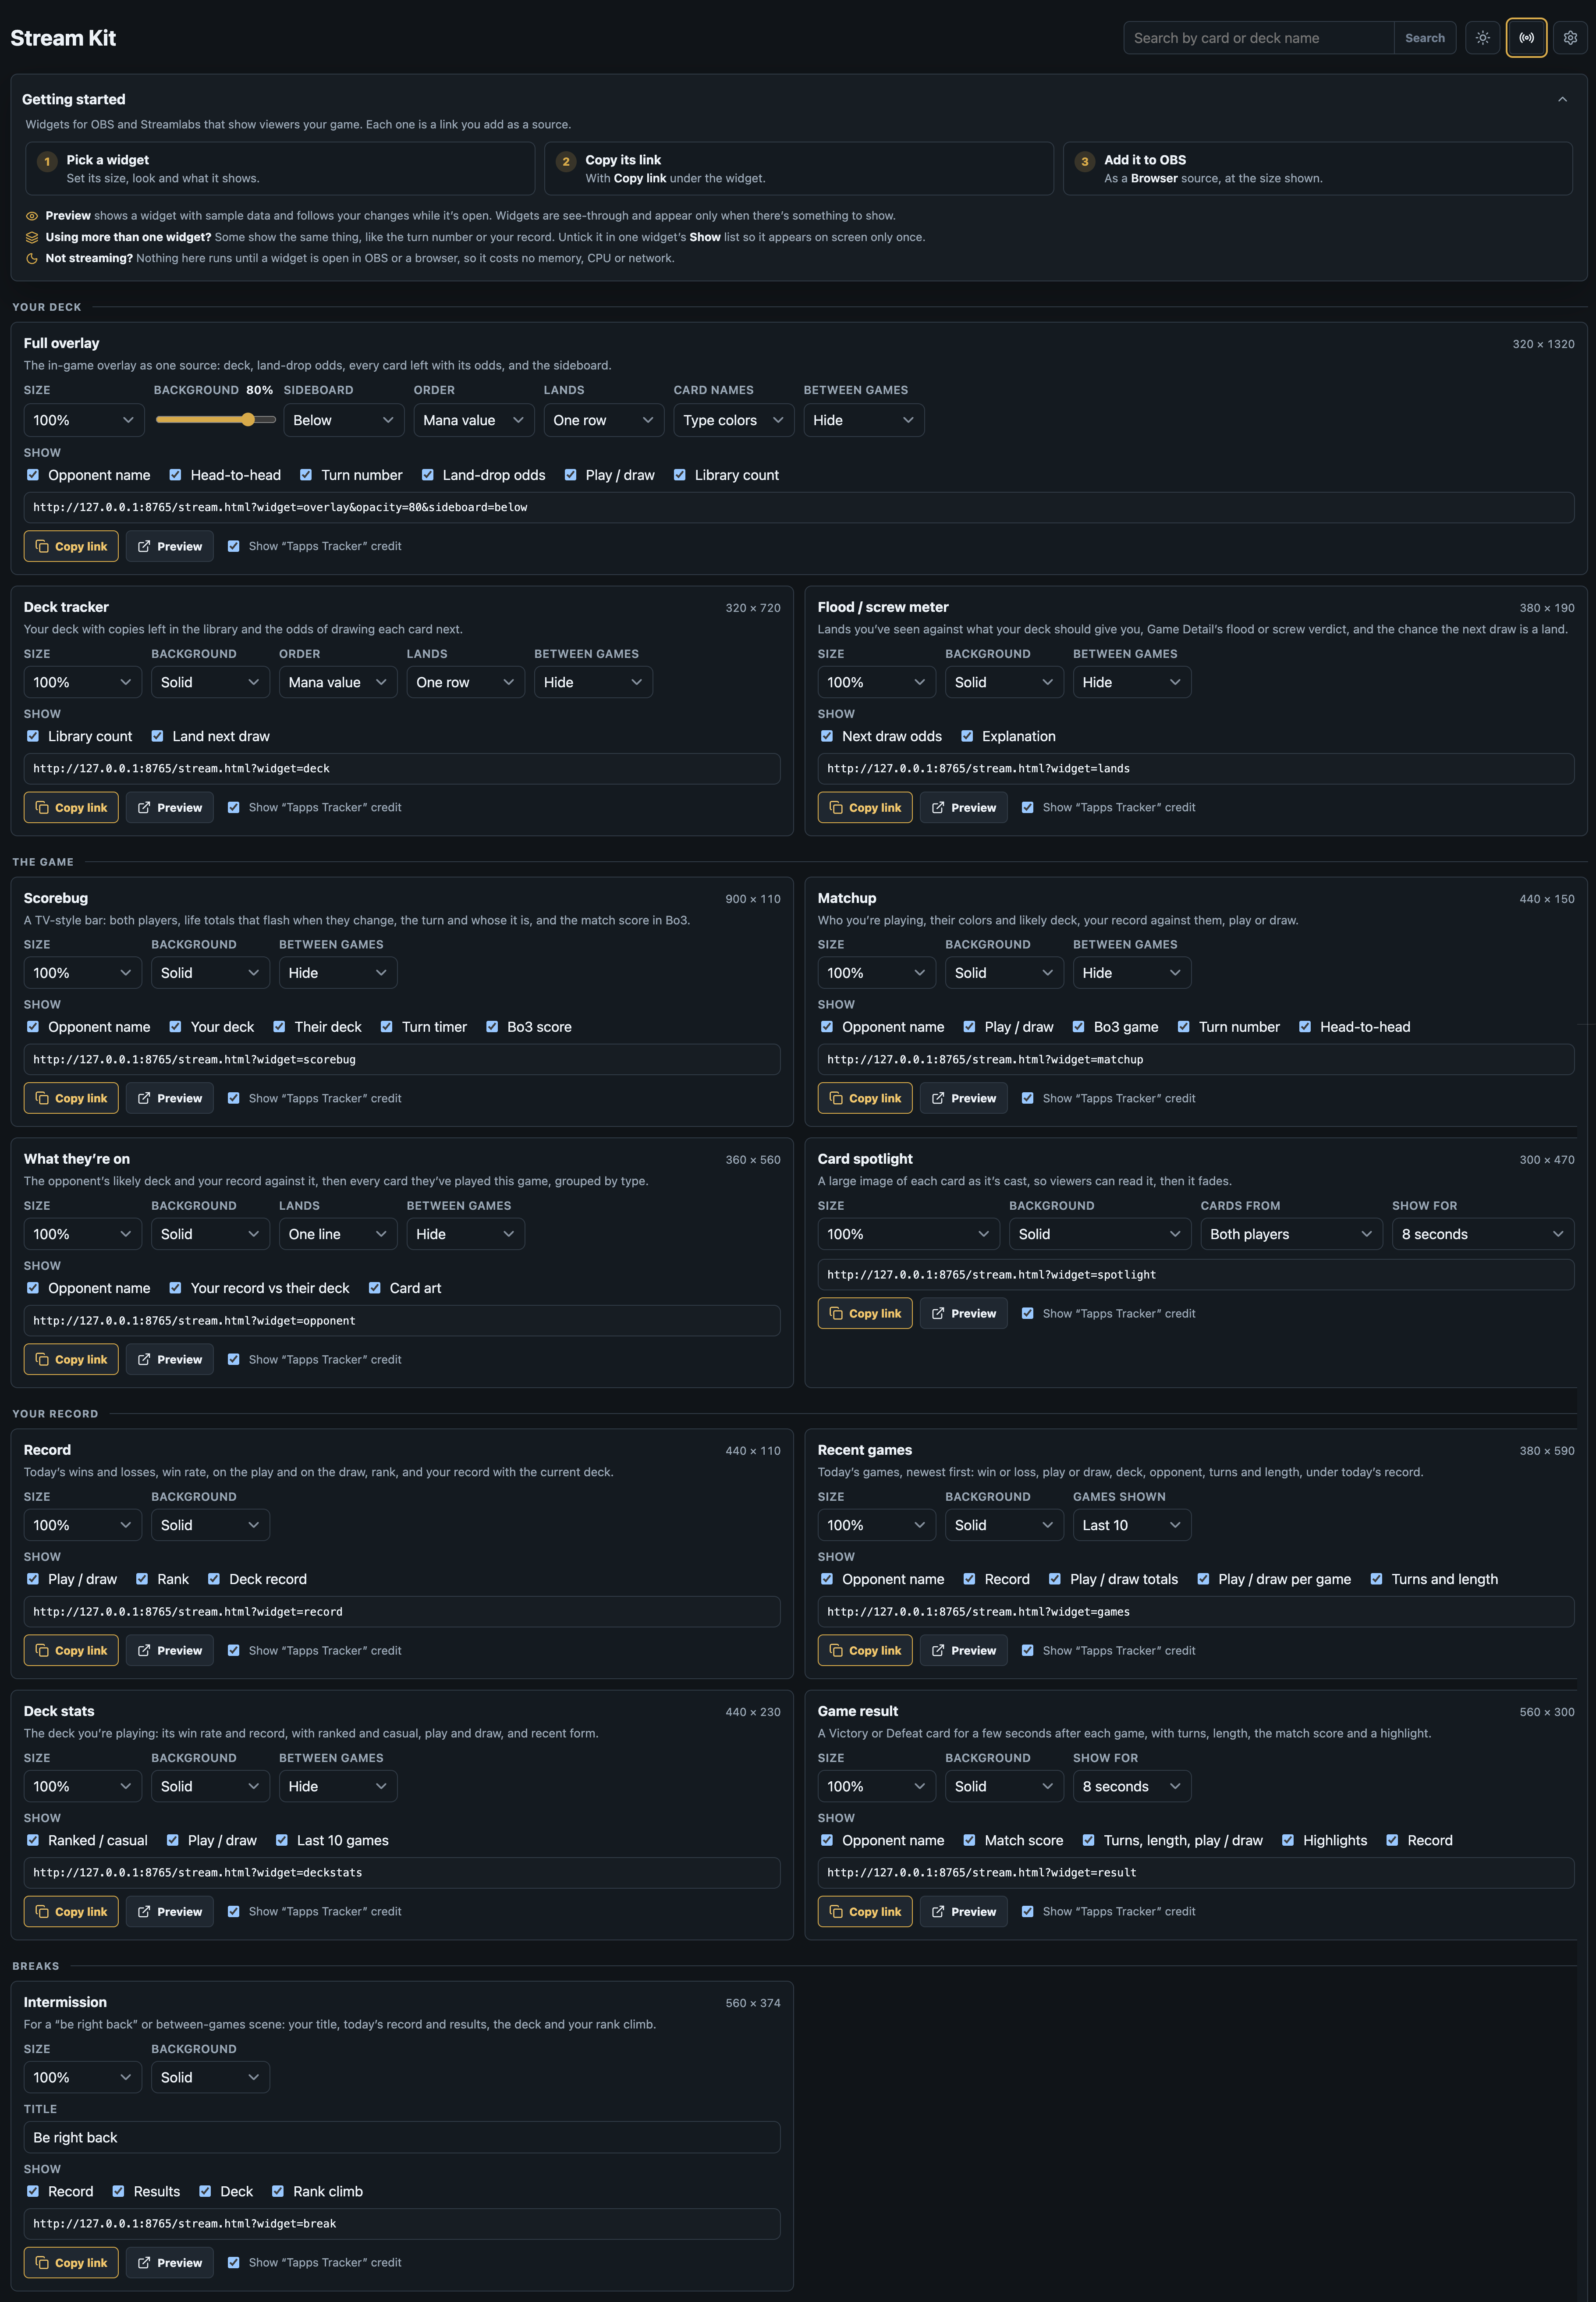 Stream Kit
Search by card or deck name
Search
Getting started
Widgets for OBS and Streamlabs that show viewers your game. Each one is a link you add as a source.
1 Pick a widget
Set its size, look and what it shows.
2 Copy its link
With Copy link under the widget.
3 Add it to OBS
As a Browser source, at the size shown.
Preview shows a widget with sample data and follows your changes while it’s open. Widgets are see-through and appear only when there’s something to show.
Using more than one widget? Some show the same thing, like the turn number or your record. Untick it in one widget’s Show list so it appears on screen only once.
Not streaming? Nothing here runs until a widget is open in OBS or a browser, so it costs no memory, CPU or network.
YOUR DECK
Full overlay 320 × 1320
The in-game overlay as one source: deck, land-drop odds, every card left with its odds, and the sideboard.
SIZE BACKGROUND 80% SIDEBOARD ORDER LANDS CARD NAMES BETWEEN GAMES
100% Below Mana value One row Type colors Hide
SHOW
Opponent name Head-to-head Turn number Land-drop odds Play / draw Library count
http://127.0.0.1:8765/stream.html?widget=overlay&opacity=80&sideboard=below
Copy link Preview Show “Tapps Tracker” credit
Deck tracker 320 × 720
Your deck with copies left in the library and the odds of drawing each card next.
SIZE BACKGROUND ORDER LANDS BETWEEN GAMES
100% Solid Mana value One row Hide
SHOW
Library count Land next draw
http://127.0.0.1:8765/stream.html?widget=deck
Copy link Preview Show “Tapps Tracker” credit
Flood / screw meter 380 × 190
Lands you’ve seen against what your deck should give you, Game Detail’s flood or screw verdict, and the chance the next draw is a land.
SIZE BACKGROUND BETWEEN GAMES
100% Solid Hide
SHOW
Next draw odds Explanation
http://127.0.0.1:8765/stream.html?widget=lands
Copy link Preview Show “Tapps Tracker” credit
THE GAME
Scorebug 900 × 110
A TV-style bar: both players, life totals that flash when they change, the turn and whose it is, and the match score in Bo3.
SIZE BACKGROUND BETWEEN GAMES
100% Solid Hide
SHOW
Opponent name Your deck Their deck Turn timer Bo3 score
http://127.0.0.1:8765/stream.html?widget=scorebug
Copy link Preview Show “Tapps Tracker” credit
Matchup 440 × 150
Who you’re playing, their colors and likely deck, your record against them, play or draw.
SIZE BACKGROUND BETWEEN GAMES
100% Solid Hide
SHOW
Opponent name Play / draw Bo3 game Turn number Head-to-head
http://127.0.0.1:8765/stream.html?widget=matchup
Copy link Preview Show “Tapps Tracker” credit
What they’re on 360 × 560
The opponent’s likely deck and your record against it, then every card they’ve played this game, grouped by type.
SIZE BACKGROUND LANDS BETWEEN GAMES
100% Solid One line Hide
SHOW
Opponent name Your record vs their deck Card art
http://127.0.0.1:8765/stream.html?widget=opponent
Copy link Preview Show “Tapps Tracker” credit
Card spotlight 300 × 470
A large image of each card as it’s cast, so viewers can read it, then it fades.
SIZE BACKGROUND CARDS FROM SHOW FOR
100% Solid Both players 8 seconds
http://127.0.0.1:8765/stream.html?widget=spotlight
Copy link Preview Show “Tapps Tracker” credit
YOUR RECORD
Record 440 × 110
Today’s wins and losses, win rate, on the play and on the draw, rank, and your record with the current deck.
SIZE BACKGROUND
100% Solid
SHOW
Play / draw Rank Deck record
http://127.0.0.1:8765/stream.html?widget=record
Copy link Preview Show “Tapps Tracker” credit
Recent games 380 × 590
Today’s games, newest first: win or loss, play or draw, deck, opponent, turns and length, under today’s record.
SIZE BACKGROUND GAMES SHOWN
100% Solid Last 10
SHOW
Opponent name Record Play / draw totals Play / draw per game Turns and length
http://127.0.0.1:8765/stream.html?widget=games
Copy link Preview Show “Tapps Tracker” credit
Deck stats 440 × 230
The deck you’re playing: its win rate and record, with ranked and casual, play and draw, and recent form.
SIZE BACKGROUND BETWEEN GAMES
100% Solid Hide
SHOW
Ranked / casual Play / draw Last 10 games
http://127.0.0.1:8765/stream.html?widget=deckstats
Copy link Preview Show “Tapps Tracker” credit
Game result 560 × 300
A Victory or Defeat card for a few seconds after each game, with turns, length, the match score and a highlight.
SIZE BACKGROUND SHOW FOR
100% Solid 8 seconds
SHOW
Opponent name Match score Turns, length, play / draw Highlights Record
http://127.0.0.1:8765/stream.html?widget=result
Copy link Preview Show “Tapps Tracker” credit
BREAKS
Intermission 560 × 374
For a “be right back” or between-games scene: your title, today’s record and results, the deck and your rank climb.
SIZE BACKGROUND
100% Solid
TITLE
Be right back
SHOW
Record Results Deck Rank climb
http://127.0.0.1:8765/stream.html?widget=break
Copy link Preview Show “Tapps Tracker” credit